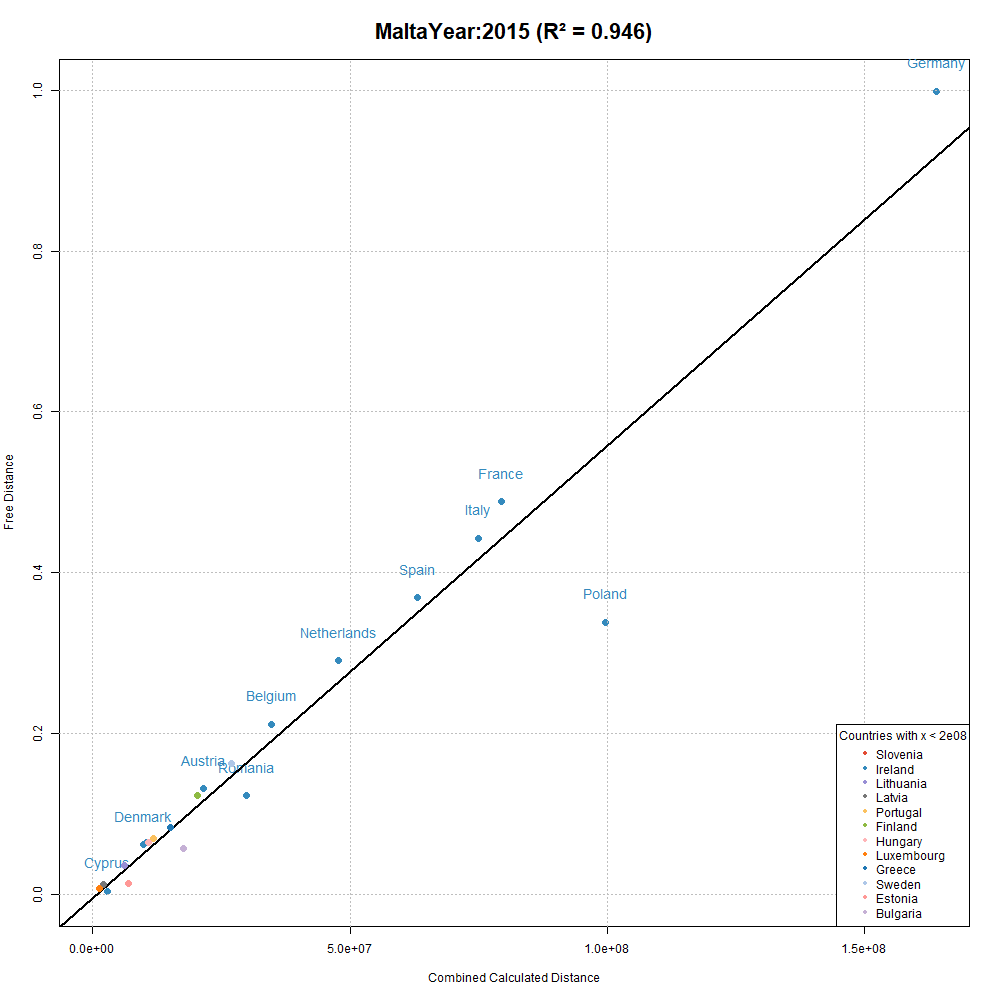 MaltaYear:2015 (R² = 0.946)
Germany
1.0
0.8
0.6
France
Italy
Free Distance
Spain
0.4
Poland
Netherlands
Belgium
0.2
Austria
Romania
Denmark
Cyprus
0.0
Countries with x < 2e08
Slovenia
Ireland
Lithuania
Latvia
Portugal
Finland
Hungary
Luxembourg
Greece
Sweden
Estonia
Bulgaria
0.0e+00 5.0e+07 1.0e+08 1.5e+08
Combined Calculated Distance